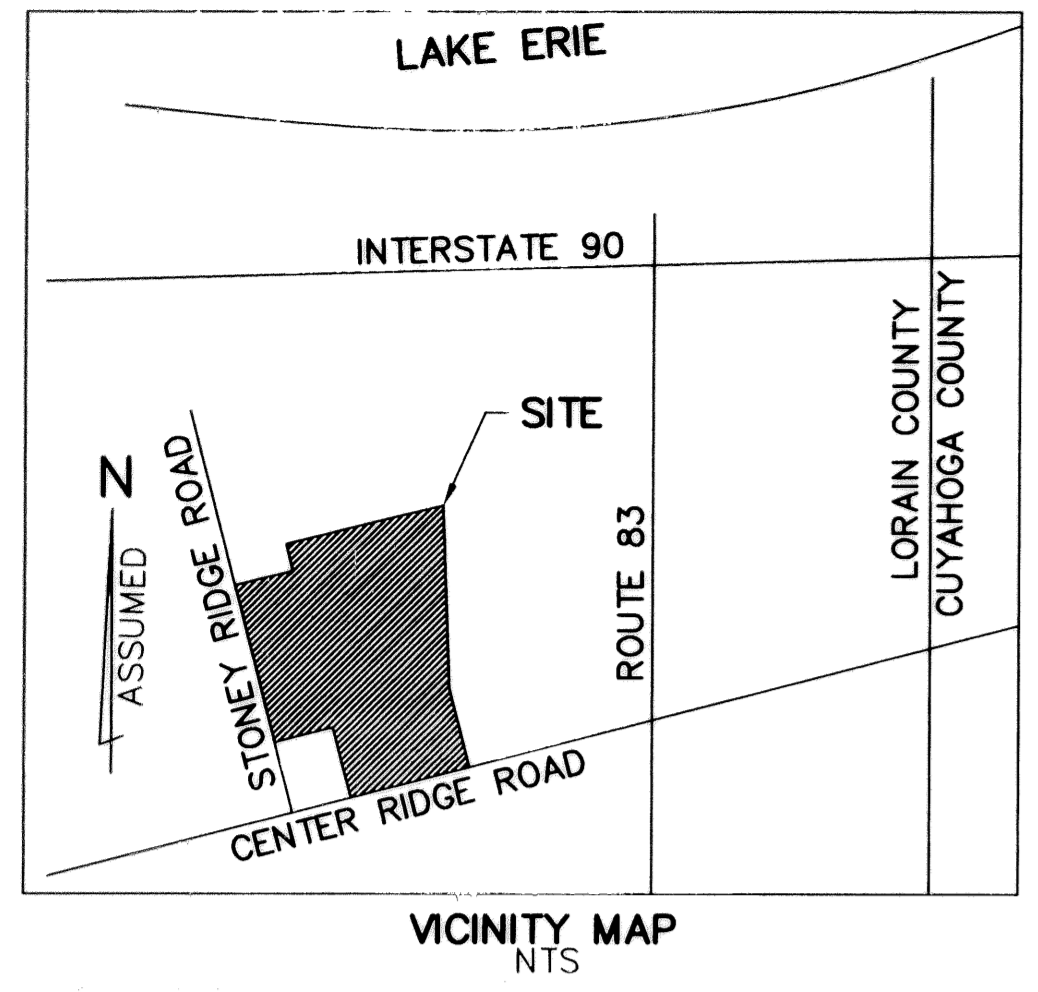 LAKE ERIE
INTERSTATE 90
LORAIN COUNTY
CUYAHOGA COUNTY
SITE
N
ASSUMED
STONEY RIDGE ROAD
ROUTE 83
CENTER RIDGE ROAD
VICINITY MAP
NTS